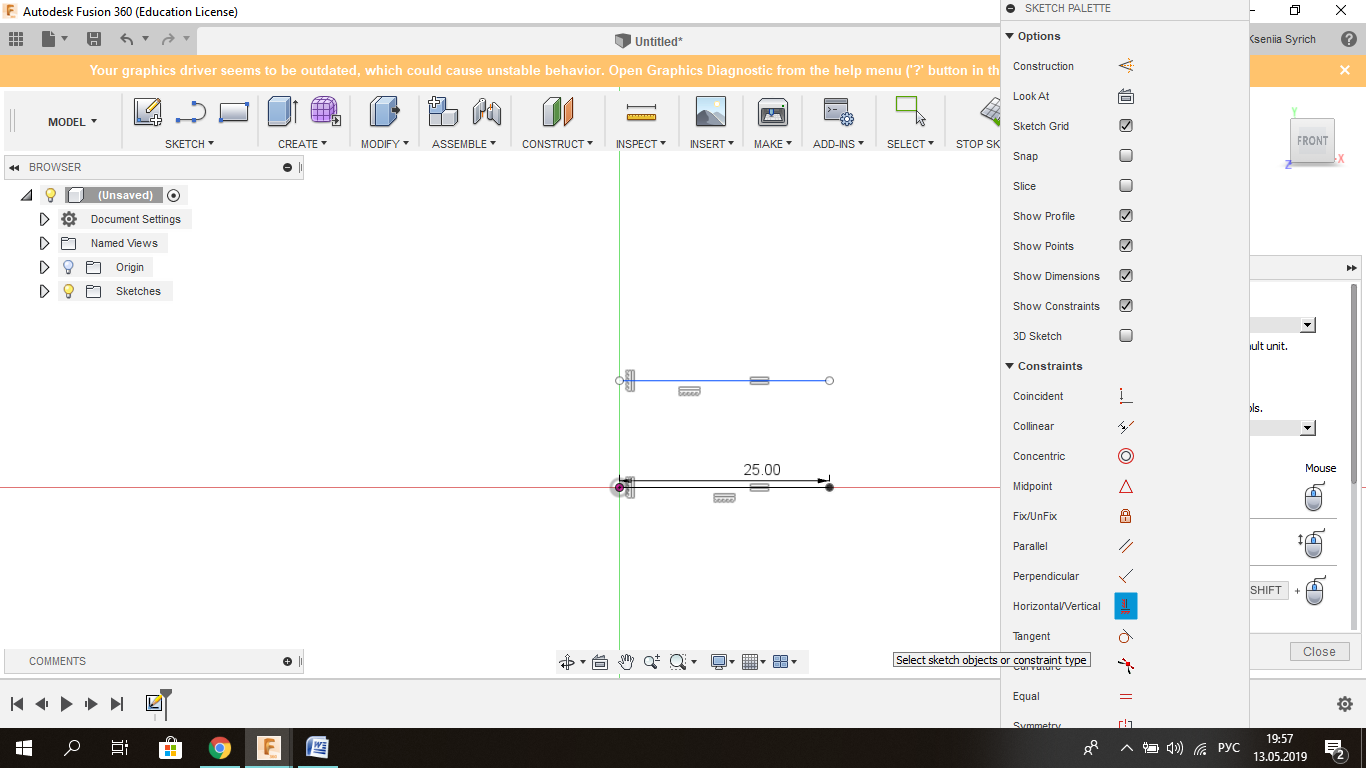 Autodesk Fusion 360 (Education License)
SKETCH PALETTE
Untitled*
Kseniia Syrich
?
Your graphics driver seems to be outdated, which could cause unstable behavior. Open Graphics Diagnostic from the help menu ('?' button in th
Options
Construction
Look At
Sketch Grid
Snap
Slice
Show Profile
Show Points
Show Dimensions
Show Constraints
3D Sketch
Constraints
Coincident
Collinear
Concentric
Midpoint
Fix/UnFix
Parallel
Perpendicular
Horizontal/Vertical
Tangent
Curvature
Equal
Symmetry
MODEL
SKETCH
CREATE
MODIFY
ASSEMBLE
CONSTRUCT
INSPECT
INSERT
MAKE
ADD-INS
SELECT
STOP SK
Y
FRONT
Z
X
BROWSER
(Unsaved)
Document Settings
Named Views
Origin
Sketches
25.00
ault unit.
ols.
Mouse
SHIFT
+
Close
Select sketch objects or constraint type
COMMENTS
РУС
19:57
13.05.2019
2